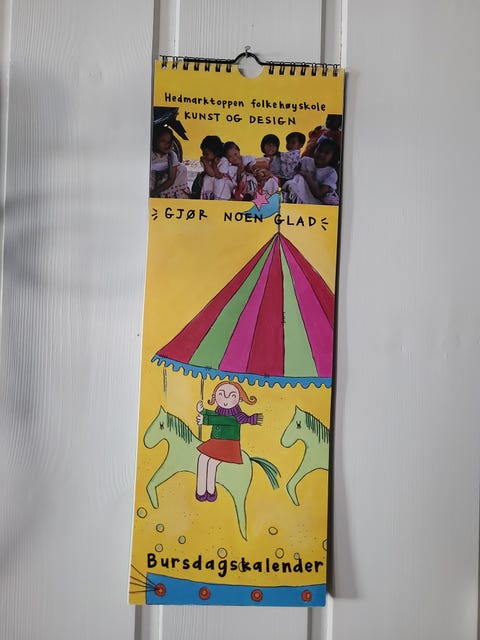 Hedmarktoppen folkehøyskole
KUNST OG DESIGN
GJØR NOEN GLAD
Bursdagskalender